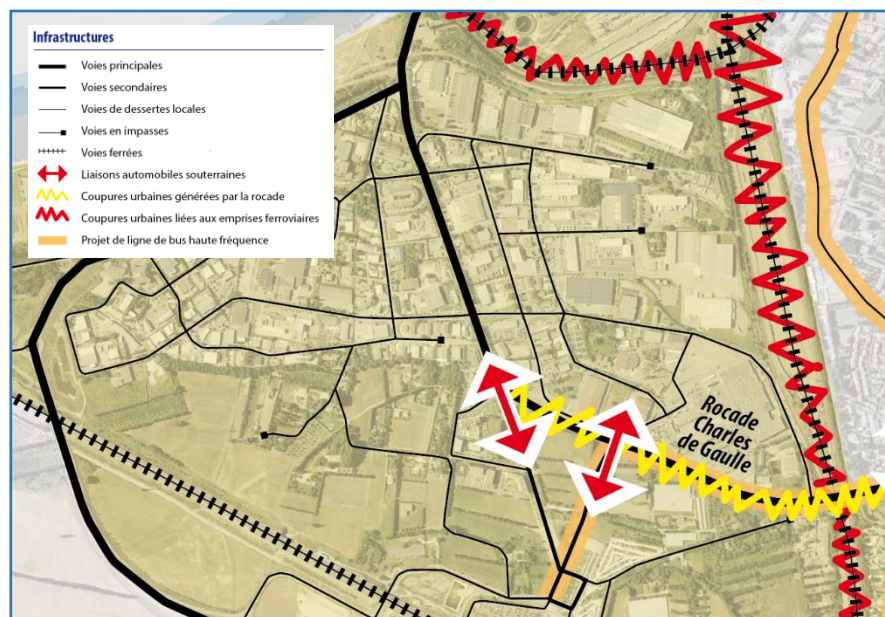 Infrastructures
Voies principales
Voies secondaires
Voies de dessertes locales
Voies en impasses
Voies ferrées
Liaisons automobiles souterraines
Coupures urbaines générées par la rocade
Coupures urbaines liées aux emprises ferroviaires
Projet de ligne de bus haute fréquence
Rocade
Charles
de Gaulle